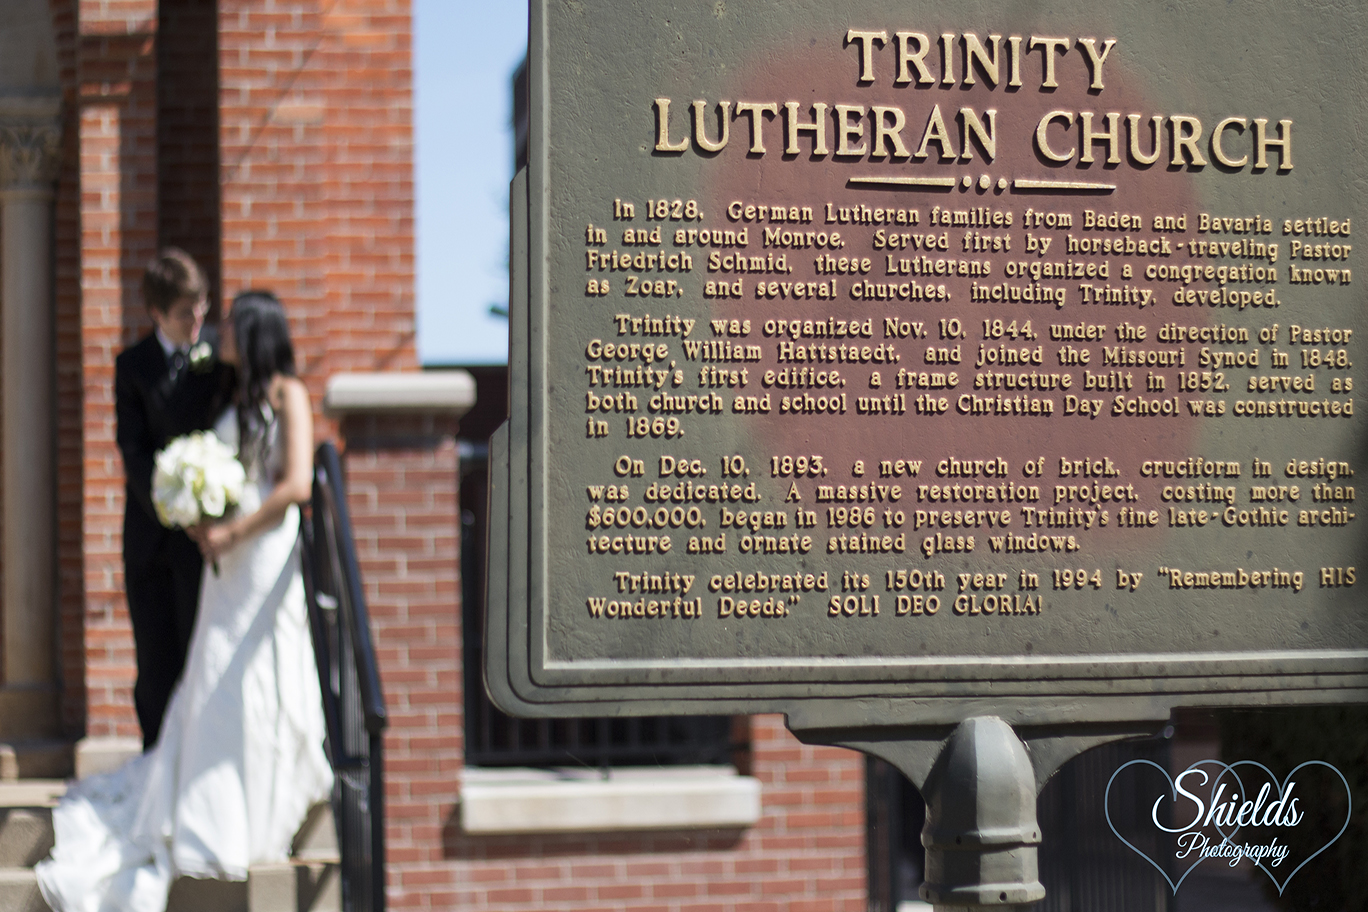 TRINITY
LUTHERAN CHURCH
In 1828, German Lutheran families from Baden and Bavaria settled
in and around Monroe. Served first by horseback-traveling Pastor
Friedrich Schmid, these Lutherans organized a congregation known
as Zoar, and several churches, including Trinity, developed.
Trinity was organized Nov. 10, 1844, under the direction of Pastor
George William Hattstaedt, and joined the Missouri Synod in 1848.
Trinity's first edifice, a frame structure built in 1852, served as
both church and school until the Christian Day School was constructed
in 1869.
On Dec. 10, 1893, a new church of brick, cruciform in design,
was dedicated. A massive restoration project, costing more than
$600,000, began in 1986 to preserve Trinity's fine late-Gothic archi-
tecture and ornate stained glass windows.
Trinity celebrated its 150th year in 1994 by "Remembering HIS
Wonderful Deeds." SOLI DEO GLORIA!
Shields
Photography